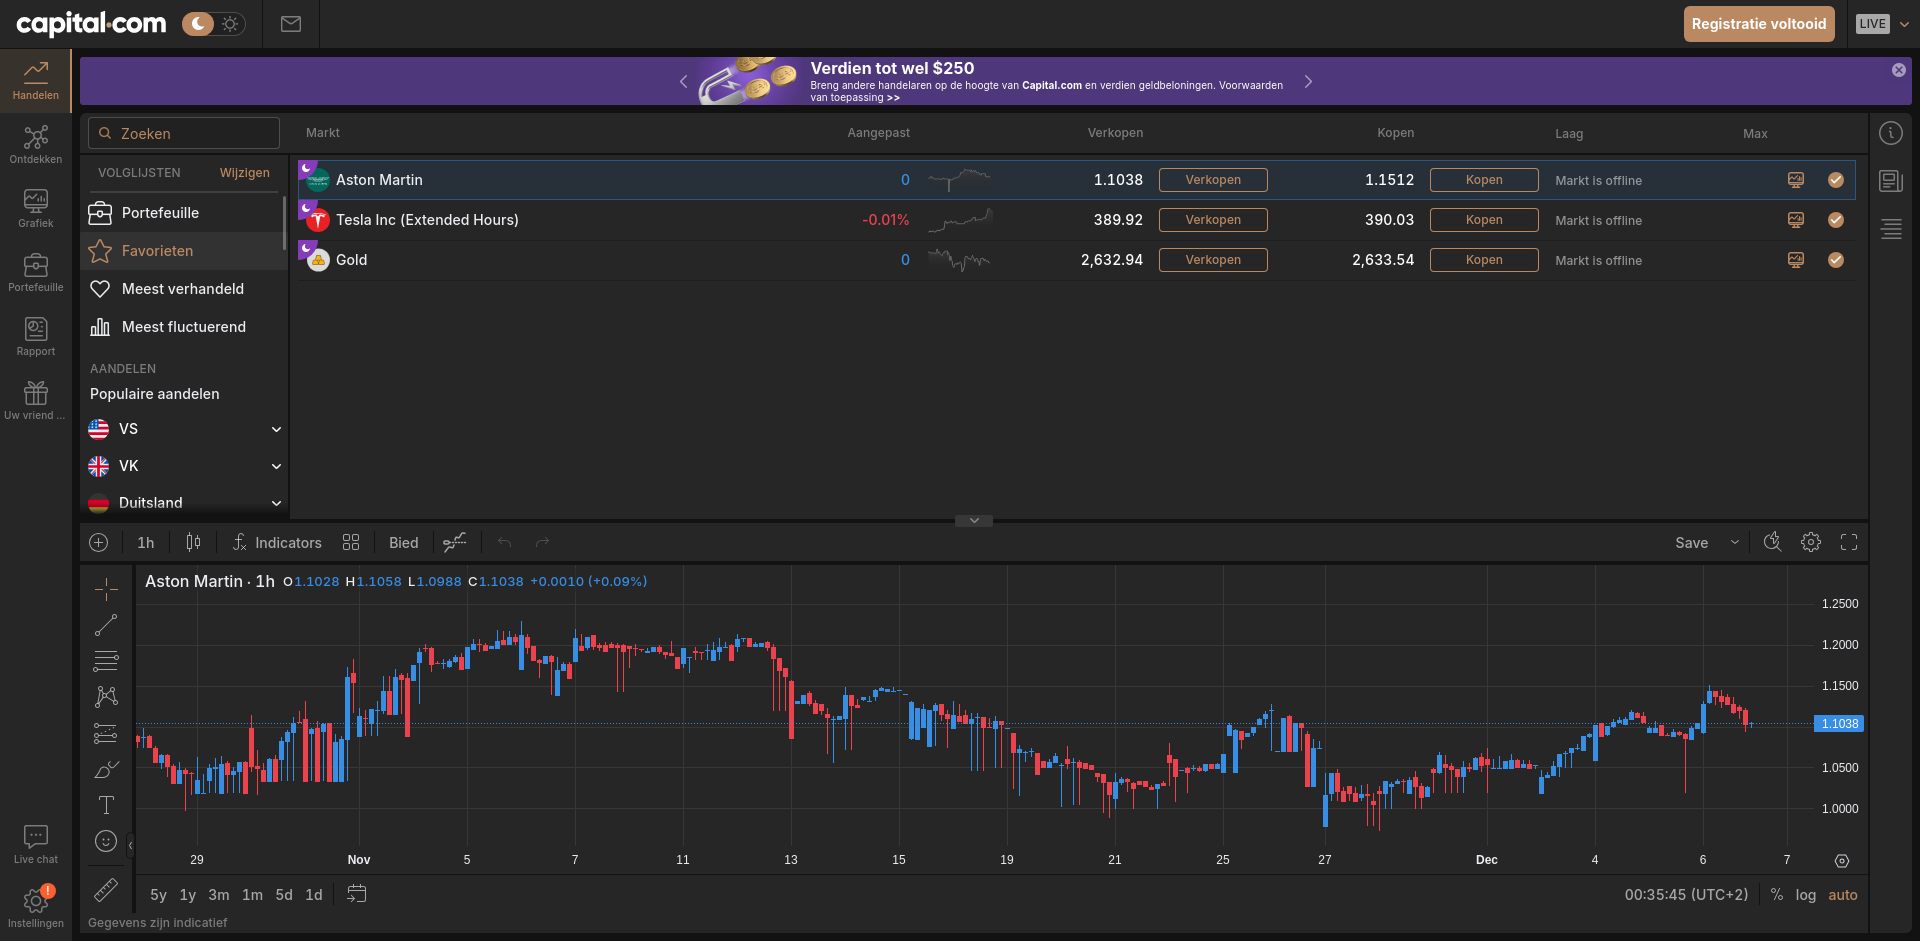 capital.com
Registratie voltooid
LIVE
Handelen
Ontdekken
Grafiek
Portefeuille
Rapport
Uw vriend ...
Live chat
!
Instellingen
Verdien tot wel $250
Breng andere handelaren op de hoogte van Capital.com en verdien geldbeloningen. Voorwaarden
van toepassing >>
Zoeken
VOLGLIJSTEN Wijzigen
Portefeuille
Favorieten
Meest verhandeld
Meest fluctuerend
AANDELEN
Populaire aandelen
VS
VK
Duitsland
Markt Aangepast Verkopen Kopen Laag Max
Aston Martin 0 1.1038 Verkopen 1.1512 Kopen Markt is offline
Tesla Inc (Extended Hours) -0.01% 389.92 Verkopen 390.03 Kopen Markt is offline
Gold 0 2,632.94 Verkopen 2,633.54 Kopen Markt is offline
1h Indicators Bied Save
Aston Martin · 1h O1.1028 H1.1058 L1.0988 C1.1038 +0.0010 (+0.09%)
1.2500
1.2000
1.1500
1.1038
1.0500
1.0000
29 Nov 5 7 11 13 15 19 21 25 27 Dec 4 6 7
5y 1y 3m 1m 5d 1d 00:35:45 (UTC+2) % log auto
Gegevens zijn indicatief